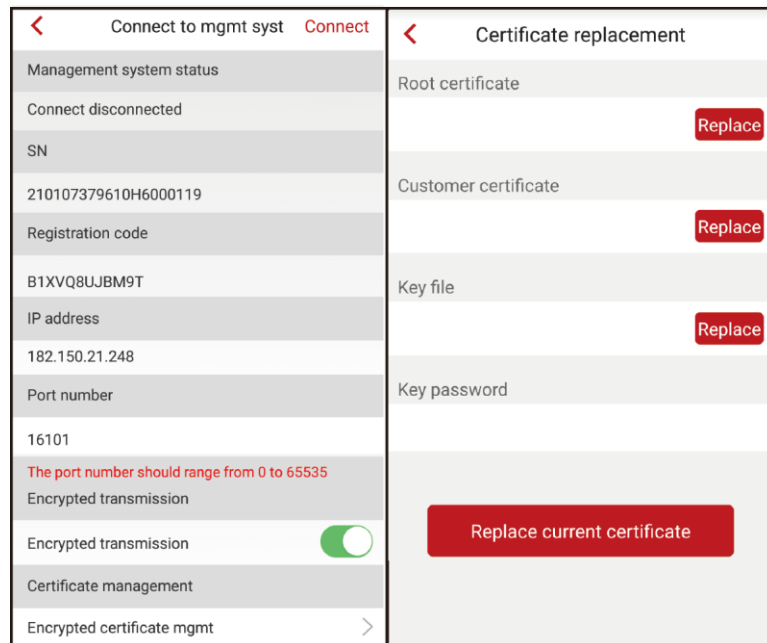 Connect to mgmt syst Connect
Management system status
Connect disconnected
SN
210107379610H6000119
Registration code
B1XVQ8UJBM9T
IP address
182.150.21.248
Port number
16101
The port number should range from 0 to 65535
Encrypted transmission
Encrypted transmission
Certificate management
Encrypted certificate mgmt
Certificate replacement
Root certificate
Replace
Customer certificate
Replace
Key file
Replace
Key password
Replace current certificate